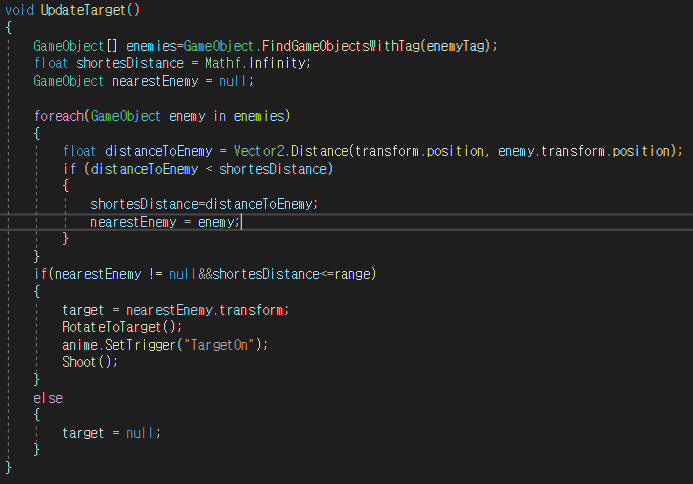 void UpdateTarget()
{
GameObject[] enemies=GameObject.FindGameObjectsWithTag(enemyTag);
float shortesDistance = Mathf.Infinity;
GameObject nearestEnemy = null;
foreach(GameObject enemy in enemies)
{
float distanceToEnemy = Vector2.Distance(transform.position, enemy.transform.position);
if (distanceToEnemy < shortesDistance)
{
shortesDistance=distanceToEnemy;
nearestEnemy = enemy;
}
}
if(nearestEnemy != null&&shortesDistance<=range)
{
target = nearestEnemy.transform;
RotateToTarget();
anime.SetTrigger("TargetOn");
Shoot();
}
else
{
target = null;
}
}